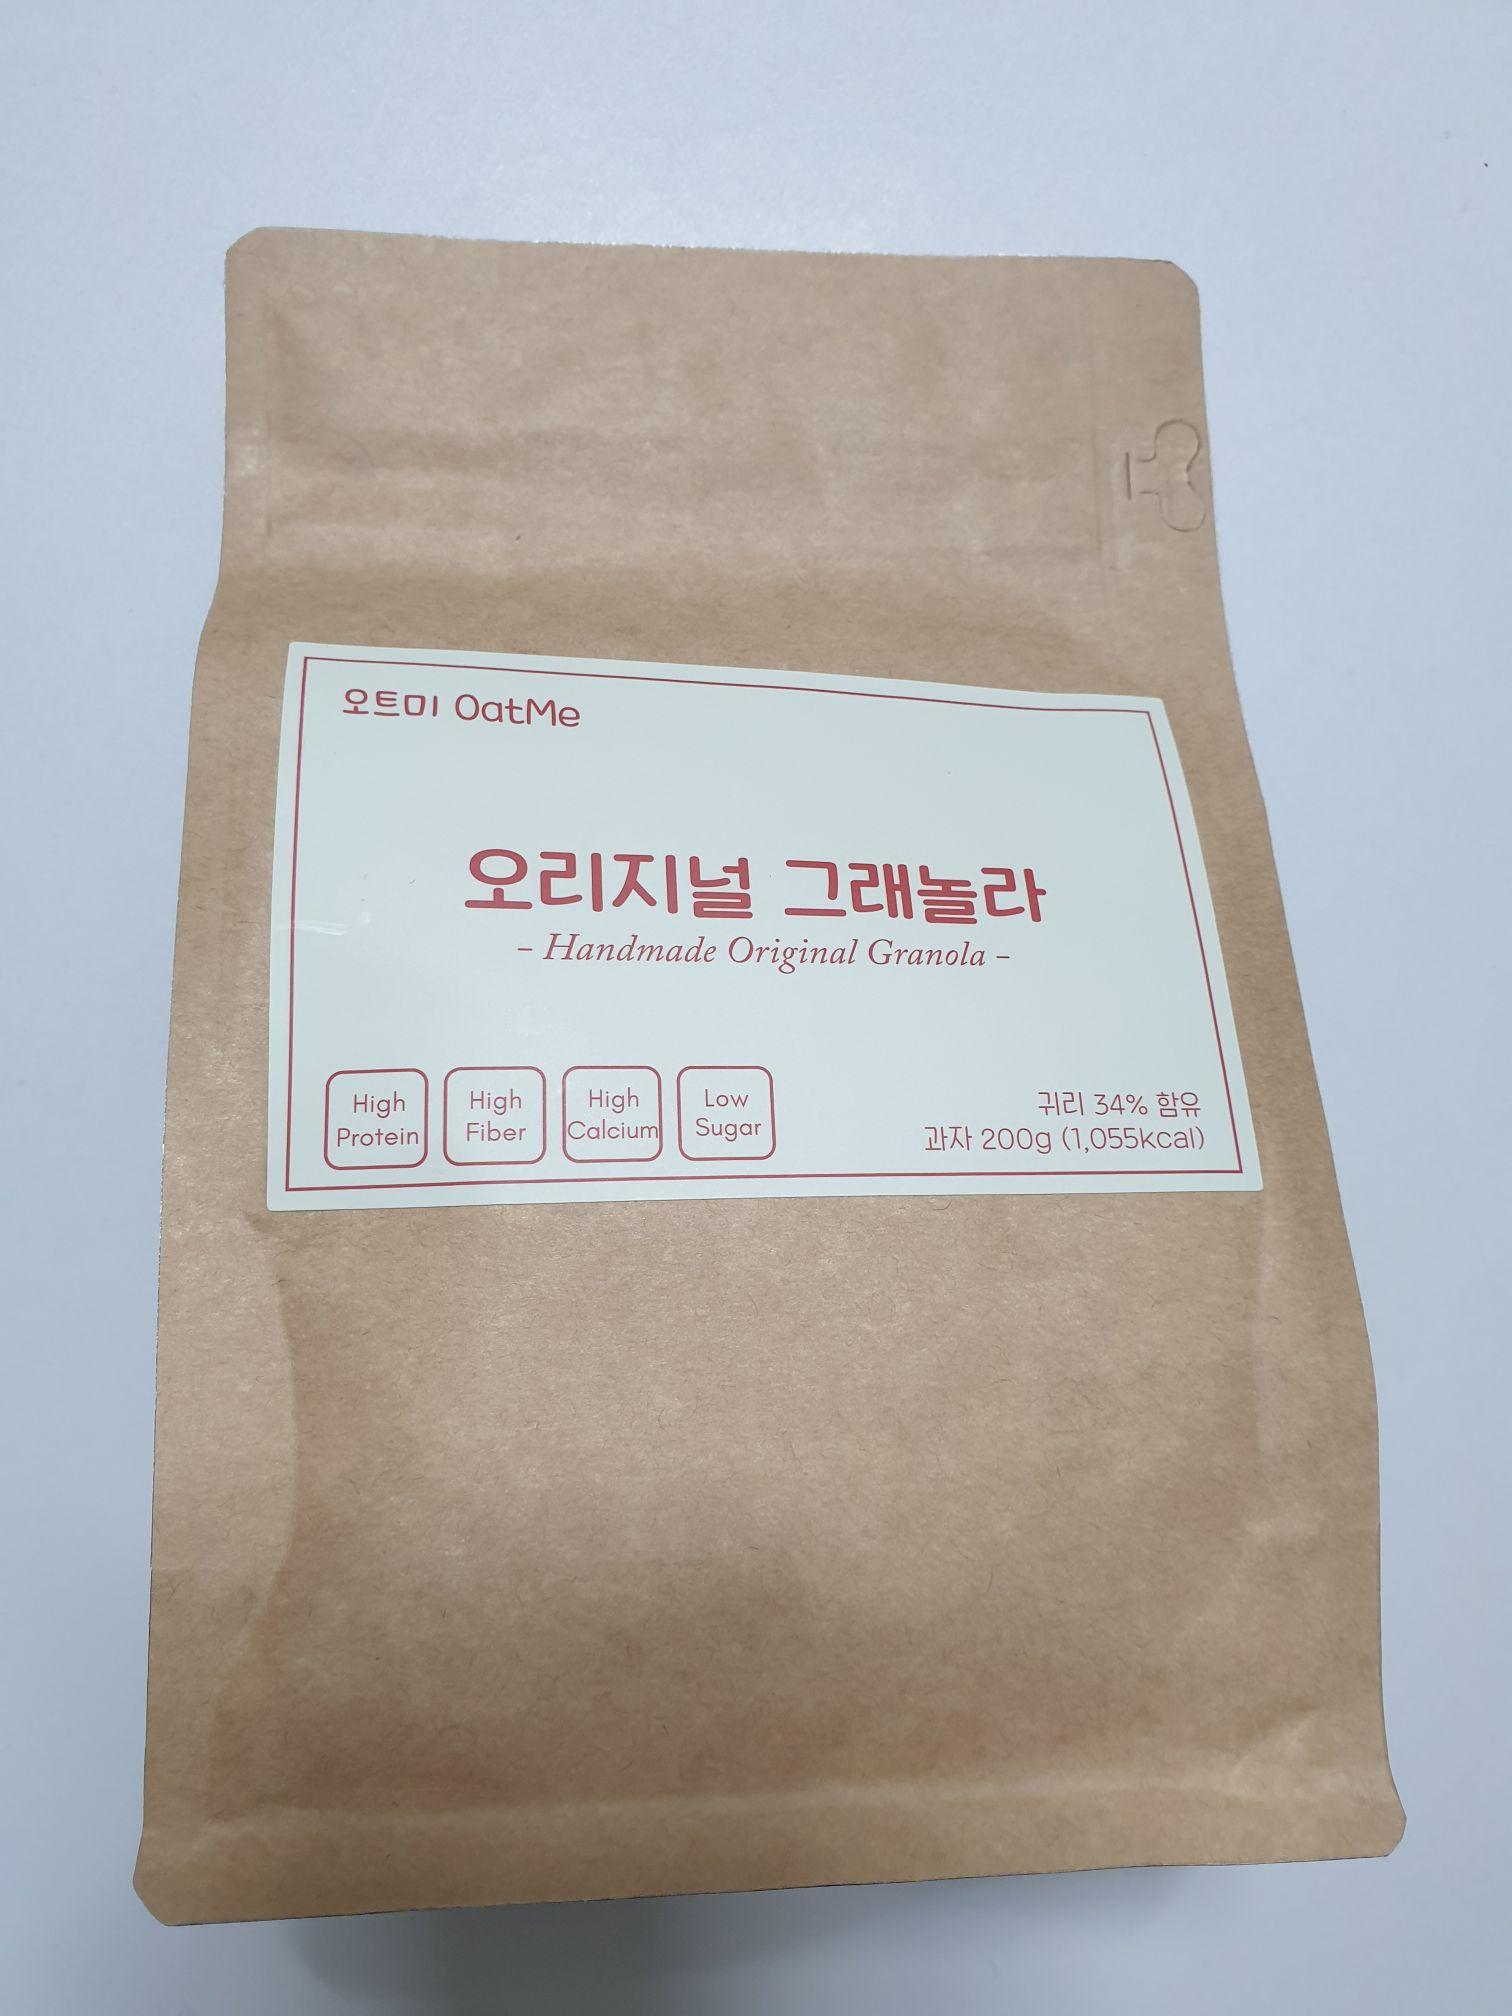 오트미 OatMe
오리지널 그래놀라
- Handmade Original Granola -
High
Protein
High
Fiber
High
Calcium
Low
Sugar
귀리 34% 함유
과자 200g (1,055kcal)